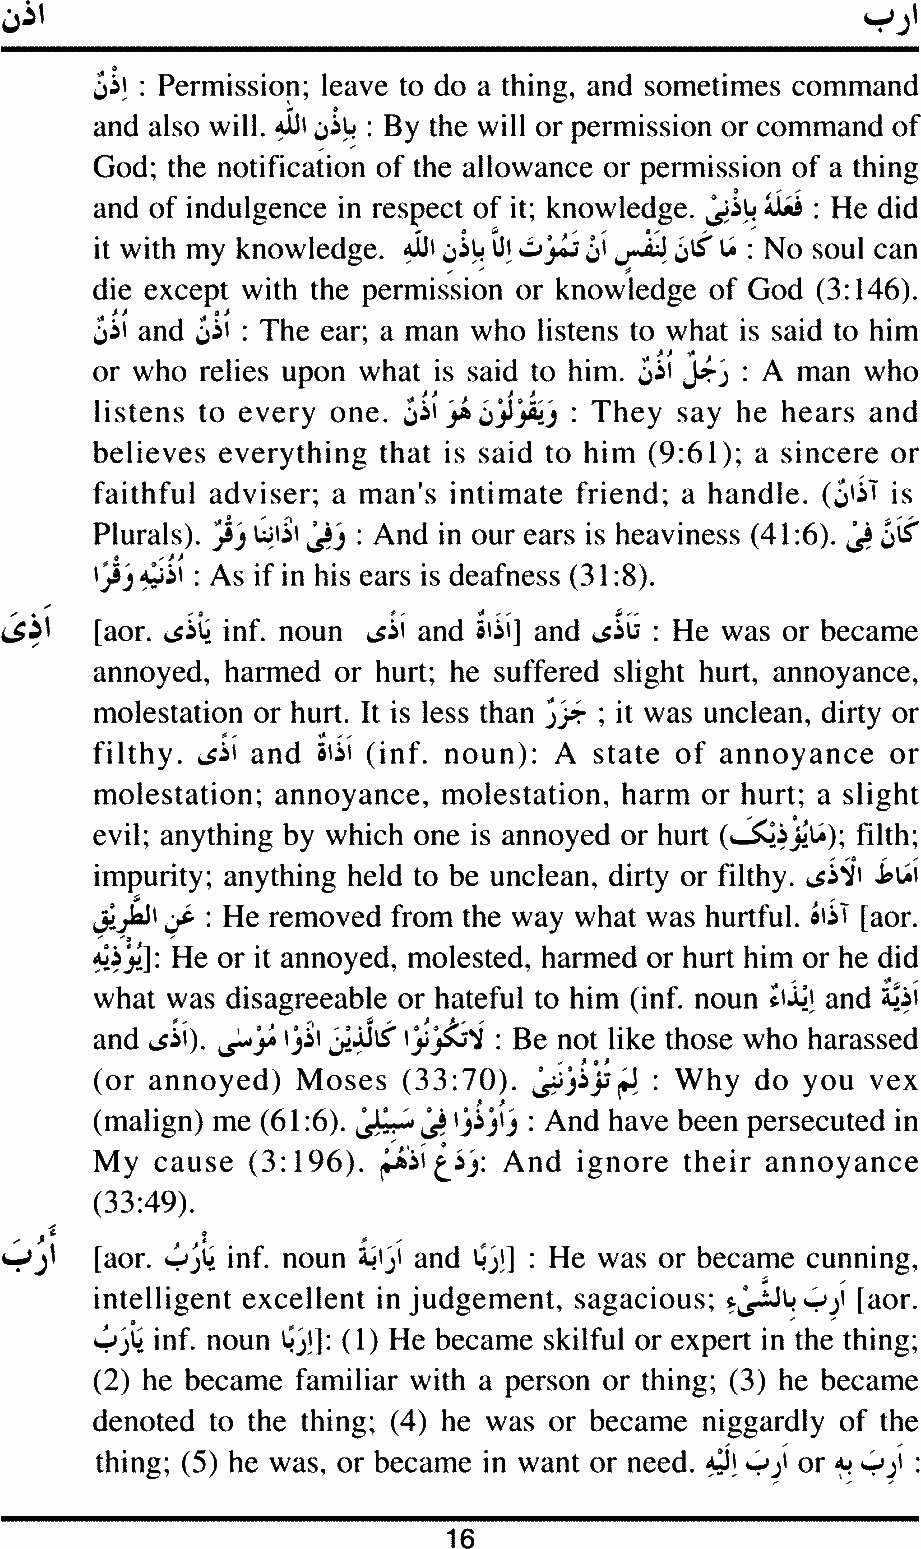 اذن ارب
اِذْنٌ : Permission; leave to do a thing, and sometimes command
and also will. بِاِذْنِ اللّٰهِ : By the will or permission or command of
God; the notification of the allowance or permission of a thing
and of indulgence in respect of it; knowledge. فَعَلَهُ بِاِذْنِیْ : He did
it with my knowledge. مَا كَانَ لِنَفْسٍ اَنْ تَمُوْتَ اِلَّا بِاِذْنِ اللّٰهِ : No soul can
die except with the permission or knowledge of God (3:146).
اُذُنٌ and اُذْنٌ : The ear; a man who listens to what is said to him
or who relies upon what is said to him. رَجُلٌ اُذُنٌ : A man who
listens to every one. وَيَقُوْلُوْنَ هُوَ اُذُنٌ : They say he hears and
believes everything that is said to him (9:61); a sincere or
faithful adviser; a man's intimate friend; a handle. (آذَانٌ is
Plurals). وَفِیْ اٰذَانِنَا وَقْرٌ : And in our ears is heaviness (41:6). كَاَنَّ فِیْ
اُذُنَيْهِ وَقْرًا : As if in his ears is deafness (31:8).
اَذِیَ [aor. يَأْذَی inf. noun اَذًی and اَذَاةٌ] and تَاَذَّی : He was or became
annoyed, harmed or hurt; he suffered slight hurt, annoyance,
molestation or hurt. It is less than جَزَرٌ ; it was unclean, dirty or
filthy. اَذًی and اَذَاةٌ (inf. noun): A state of annoyance or
molestation; annoyance, molestation, harm or hurt; a slight
evil; anything by which one is annoyed or hurt (مَايُؤْذِيْكَ); filth;
impurity; anything held to be unclean, dirty or filthy. اَمَاطَ الْاَذٰی
عَنِ الطَّرِيْقِ : He removed from the way what was hurtful. آذَاهُ [aor.
يُؤْذِيْهِ]: He or it annoyed, molested, harmed or hurt him or he did
what was disagreeable or hateful to him (inf. noun اِيْذَاءٌ and اَذِيَّةٌ
and اَذًی). لَاتَكُوْنُوْا كَالَّذِيْنَ اٰذَوْا مُوْسٰی : Be not like those who harassed
(or annoyed) Moses (33:70). لِمَ تُؤْذُوْنَنِیْ : Why do you vex
(malign) me (61:6). وَاُوْذُوْا فِیْ سَبِيْلِیْ : And have been persecuted in
My cause (3:196). وَدَعْ اَذٰهُمْ: And ignore their annoyance
(33:49).
أَرُبَ [aor. يَأْرُبُ inf. noun اَرَابَةٌ and اِرَبًا] : He was or became cunning,
intelligent excellent in judgement, sagacious; اَرِبَ بِالشَّیْءِ [aor.
يَأْرَبُ inf. noun اِرَبًا]: (1) He became skilful or expert in the thing;
(2) he became familiar with a person or thing; (3) he became
denoted to the thing; (4) he was or became niggardly of the
thing; (5) he was, or became in want or need. اَرِبَ اِلَيْهِ or اَرِبَ بِهِ :
16